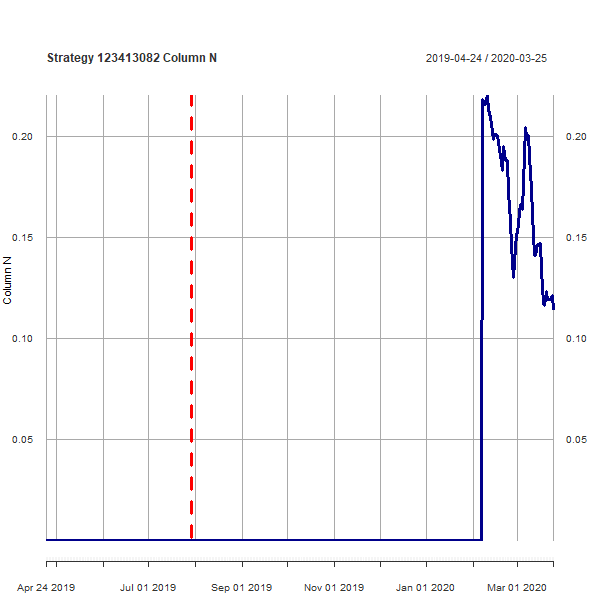 Strategy 123413082 Column N
2019-04-24 / 2020-03-25
0.20
0.20
0.15
0.15
Column N
0.10
0.10
0.05
0.05
Apr 24 2019
Jul 01 2019
Sep 01 2019
Nov 01 2019
Jan 01 2020
Mar 01 2020